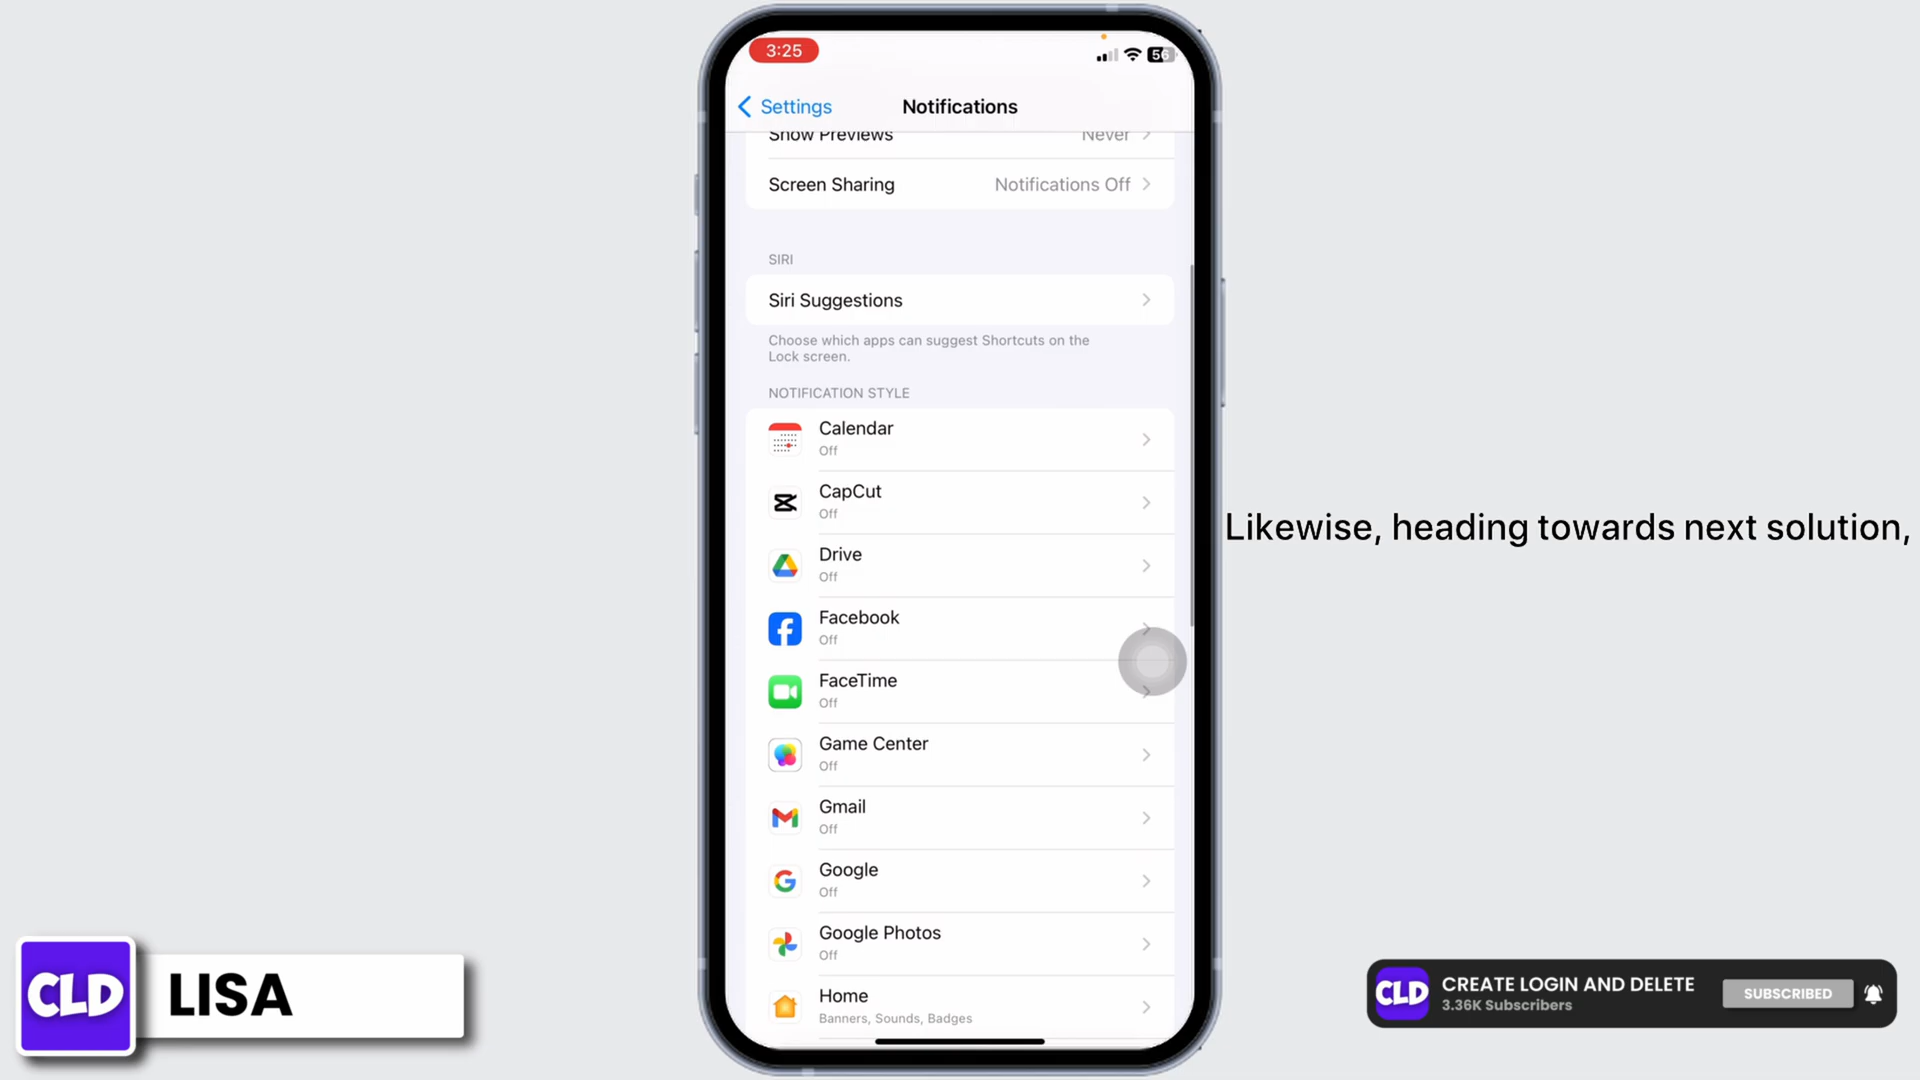 3:25
56
Settings
Notifications
Show Previews
Never
Screen Sharing
Notifications Off
SIRI
Siri Suggestions
Choose which apps can suggest Shortcuts on the
Lock screen.
NOTIFICATION STYLE
Calendar
Off
CapCut
Off
Drive
Off
Facebook
Off
FaceTime
Off
Game Center
Off
Gmail
Off
Google
Off
Google Photos
Off
Home
Banners, Sounds, Badges
Likewise, heading towards next solution,
CLD
LISA
CLD
CREATE LOGIN AND DELETE
3.36K Subscribers
SUBSCRIBED